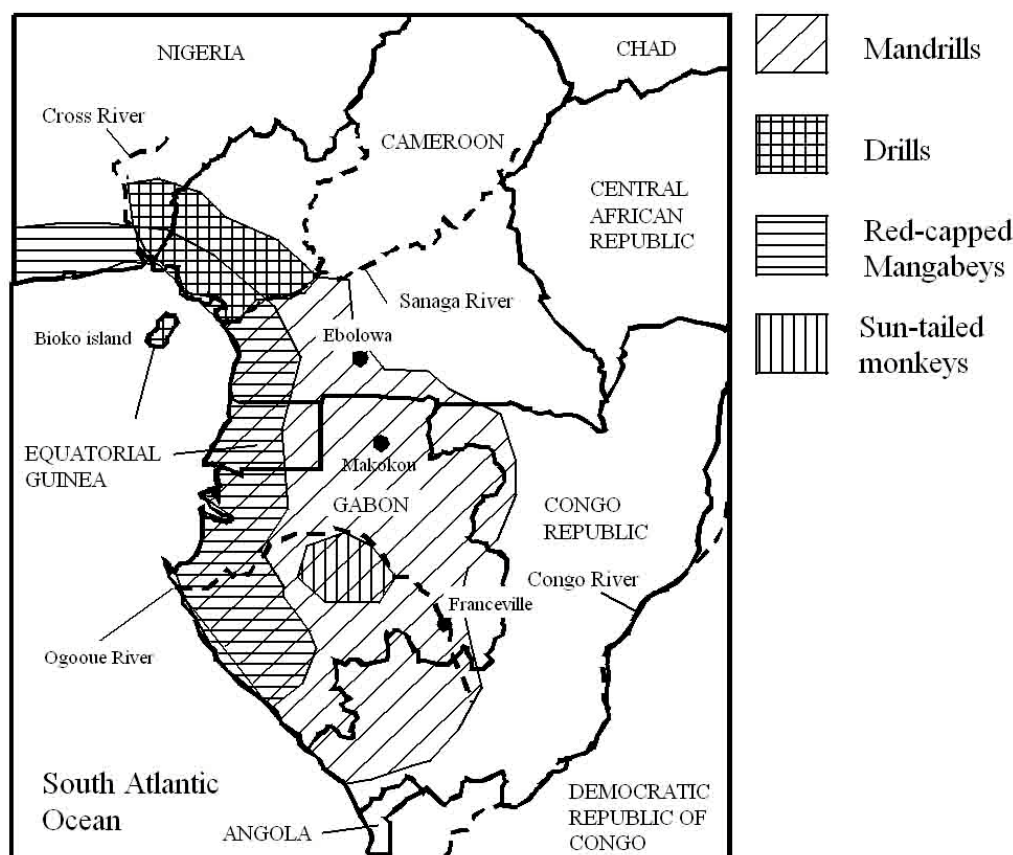 NIGERIA
CHAD
Cross River
CAMEROON
CENTRAL
AFRICAN
REPUBLIC
Sanaga River
Bioko island
Ebolowa
EQUATORIAL
GUINEA
Makokou
GABON
CONGO
REPUBLIC
Congo River
Franceville
Ogooue River
South Atlantic
Ocean
ANGOLA
DEMOCRATIC
REPUBLIC OF
CONGO
Mandrills
Drills
Red-capped
Mangabeys
Sun-tailed
monkeys